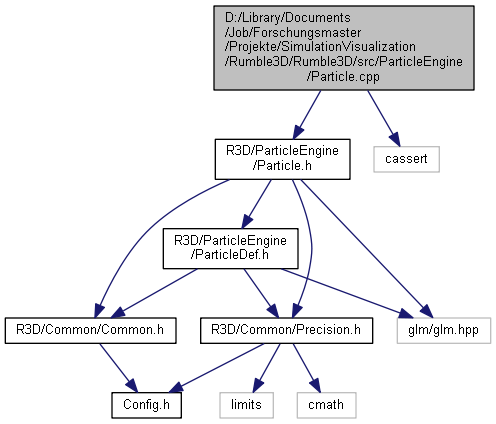 D:/Library/Documents
/Job/Forschungsmaster
/Projekte/SimulationVisualization
/Rumble3D/Rumble3D/src/ParticleEngine
/Particle.cpp
R3D/ParticleEngine
/Particle.h
cassert
R3D/ParticleEngine
/ParticleDef.h
R3D/Common/Common.h
R3D/Common/Precision.h
glm/glm.hpp
Config.h
limits
cmath